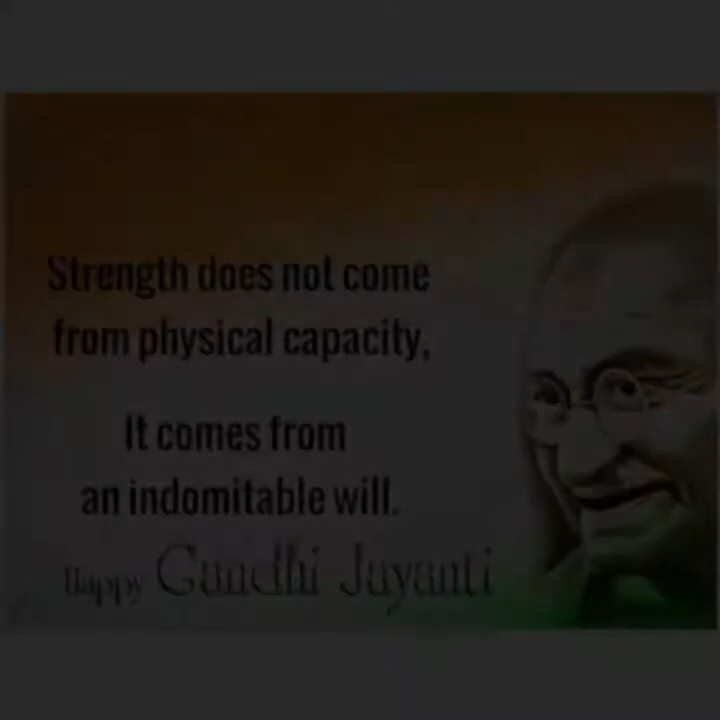 Strength does not come
from physical capacity,
It comes from
an indomitable will.
Happy Gandhi Jayanti